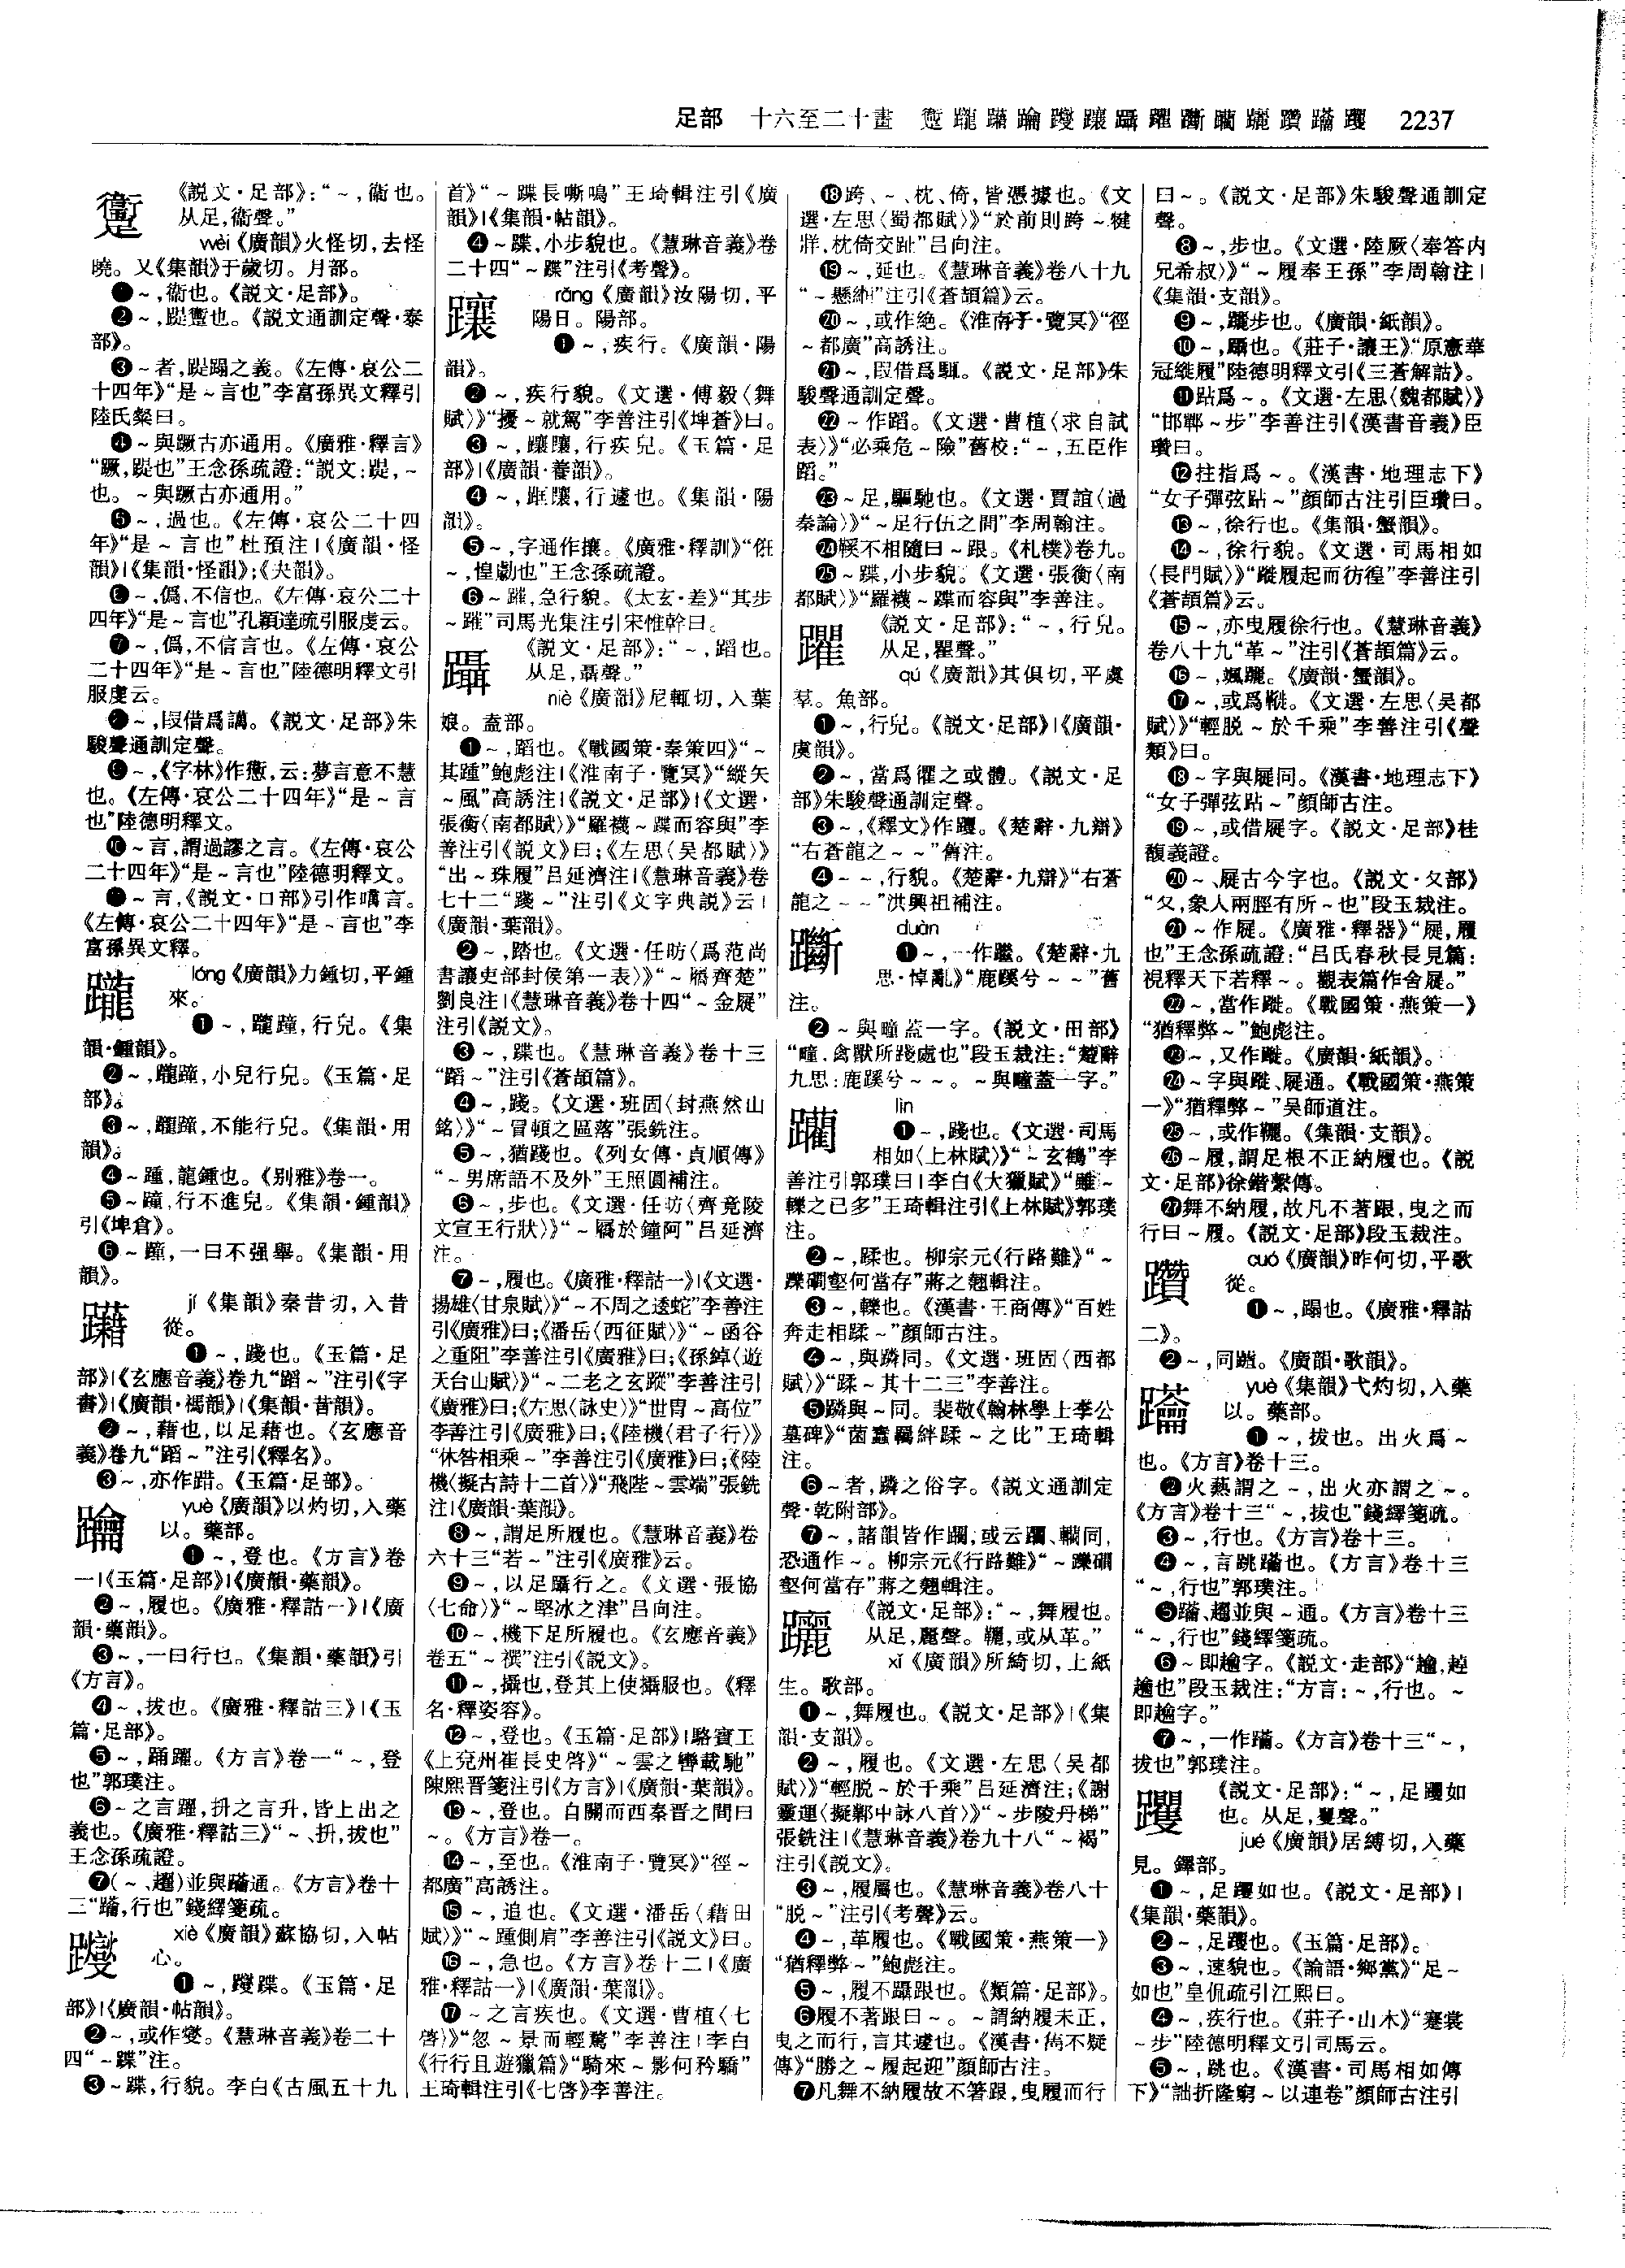 足部 十六至二十畫 躗躘躤躪躞躟躡躍躖躙躧躦躪躩 2237
《説文·足部》:“~,衞也。
从足,衞聲。”
躗 wèi《廣韻》火怪切,去怪
曉。又《集韻》于歲切。月部。
❶~,衞也。《説文·足部》。
❷~,踶躗也。《説文通訓定聲·泰
部》。
❸~者,踶蹋之義。《左傳·哀公二
十四年》“是~言也”李富孫異文釋引
陸氏粲曰。
❹~與蹶古亦通用。《廣雅·釋言》
“蹶,踶也”王念孫疏證:“説文:踶,~
也。~與蹶古亦通用。”
❺~,過也。《左傳·哀公二十四
年》“是~言也”杜預注|《廣韻·怪
韻》|《集韻·怪韻》;《夬韻》。
❻~,僞,不信也。《左傳·哀公二十
四年》“是~言也”孔穎達疏引服虔云。
❼~,僞,不信言也。《左傳·哀公
二十四年》“是~言也”陸德明釋文引
服虔云。
❽~,叚借爲講。《説文·足部》朱
駿聲通訓定聲。
❾~,《字林》作𢣻,云:夢言意不慧
也。《左傳·哀公二十四年》“是~言
也”陸德明釋文。
❿~言,謂過謬之言。《左傳·哀公
二十四年》“是~言也”陸德明釋文。
⓫~言,《説文·口部》引作噧言。
《左傳·哀公二十四年》“是~言也”李
富孫異文釋。
躘 lóng《廣韻》力鍾切,平鍾
來。
❶~,躘蹱,行皃。《集
韻·鍾韻》。
❷~,躘蹱,小兒行皃。《玉篇·足
部》。
❸~,躘蹱,不能行皃。《集韻·用
韻》。
❹~踵,龍鍾也。《别雅》卷一。
❺~蹱,行不進皃。《集韻·鍾韻》
引《埤倉》。
❻~蹱,一曰不强舉。《集韻·用
韻》。
躤 jí《集韻》秦昔切,入昔
從。
❶~,踐也。《玉篇·足
部》|《玄應音義》卷九“蹈~”注引《字
書》|《廣韻·禡韻》|《集韻·昔韻》。
❷~,藉也,以足藉也。《玄應音
義》卷九“蹈~”注引《釋名》。
❸~,亦作踖。《玉篇·足部》。
yuè《廣韻》以灼切,入藥
以。藥部。
❶~,登也。《方言》卷
一|《玉篇·足部》|《廣韻·藥韻》。
❷~,履也。《廣雅·釋詁一》|《廣
韻·藥韻》。
❸~,一曰行也。《集韻·藥韻》引
《方言》。
❹~,拔也。《廣雅·釋詁三》|《玉
篇·足部》。
❺~,踊躍。《方言》卷一“~,登
也”郭璞注。
❻~之言躍,抍之言升,皆上出之
義也。《廣雅·釋詁三》“~、抍,拔也”
王念孫疏證。
❼(~、趯)並與躍通。《方言》卷十
三“躍,行也”錢繹箋疏。
躞 xiè《廣韻》蘇協切,入帖
心。
❶~,躞蹀。《玉篇·足
部》|《廣韻·帖韻》。
❷~,或作燮。《慧琳音義》卷二十
四“~蹀”注。
❸~蹀,行貌。李白《古風五十九
首》“~蹀長嘶鳴”王琦輯注引《廣
韻》|《集韻·帖韻》。
❹~蹀,小步貌也。《慧琳音義》卷
二十四“~蹀”注引《考聲》。
躟 rǎng《廣韻》汝陽切,平
陽日。陽部。
❶~,疾行。《廣韻·陽
韻》。
❷~,疾行貌。《文選·傅毅〈舞
賦〉》“擾~就駕”李善注引《埤蒼》曰。
❸~,躟躟,行疾皃。《玉篇·足
部》|《廣韻·養韻》。
❹~,距躟,行遽也。《集韻·陽
韻》。
❺~,字通作攘。《廣雅·釋訓》“俇
~,惶勮也”王念孫疏證。
❻~躟,急行貌。《太玄·差》“其步
~躟”司馬光集注引宋惟幹曰。
躡 《説文·足部》:“~,蹈也。
从足,聶聲。”
niè《廣韻》尼輒切,入葉
娘。盍部。
❶~,蹈也。《戰國策·秦策四》“~
其踵”鮑彪注|《淮南子·覽冥》“縱矢
~風”高誘注|《説文·足部》|《文選·
張衡〈南都賦〉》“羅襪~蹀而容與”李
善注引《説文》曰;《左思〈吴都賦〉》
“出~珠履”吕延濟注|《慧琳音義》卷
七十二“踐~”注引《文字典説》云|
《廣韻·葉韻》。
❷~,踏也。《文選·任昉〈爲范尚
書讓吏部封侯第一表〉》“~屩齊楚”
劉良注|《慧琳音義》卷十四“~金屣”
注引《説文》。
❸~,蹀也。《慧琳音義》卷十三
“蹈~”注引《蒼頡篇》。
❹~,踐。《文選·班固〈封燕然山
銘〉》“~冒頓之區落”張銑注。
❺~,猶踐也。《列女傳·貞順傳》
“~男席語不及外”王照圓補注。
❻~,步也。《文選·任昉〈齊竟陵
文宣王行狀〉》“~屩於鐘阿”吕延濟
注。
❼~,履也。《廣雅·釋詁一》|《文選·
揚雄〈甘泉賦〉》“~不周之逶蛇”李善注
引《廣雅》曰;《潘岳〈西征賦〉》“~函谷
之重阻”李善注引《廣雅》曰;《孫綽〈遊
天台山賦〉》“~二老之玄蹤”李善注引
《廣雅》曰;《左思〈詠史〉》“世胄~高位”
李善注引《廣雅》曰;《陸機〈君子行〉》
“休咎相乘~”李善注引《廣雅》曰;《陸
機〈擬古詩十二首〉》“飛陛~雲端”張銑
注|《廣韻·葉韻》。
❽~,謂足所履也。《慧琳音義》卷
六十三“若~”注引《廣雅》云。
❾~,以足躡行之。《文選·張協
〈七命〉》“~堅冰之津”吕向注。
❿~,機下足所履也。《玄應音義》
卷五“~襈”注引《説文》。
⓫~,攝也,登其上使攝服也。《釋
名·釋姿容》。
⓬~,登也。《玉篇·足部》|駱賓王
《上兗州崔長史啓》“~雲之轡載馳”
陳熙晋箋注引《方言》|《廣韻·葉韻》。
⓭~,登也。自關而西秦晋之間曰
~。《方言》卷一。
⓮~,至也。《淮南子·覽冥》“徑~
都廣”高誘注。
⓯~,追也。《文選·潘岳〈藉田
賦〉》“~踵側肩”李善注引《説文》曰。
⓰~,急也。《方言》卷十二|《廣
雅·釋詁一》|《廣韻·葉韻》。
⓱~之言疾也。《文選·曹植〈七
啓〉》“忽~景而輕騖”李善注|李白
《行行且遊獵篇》“騎來~影何矜驕”
王琦輯注引《七啓》李善注。
⓲跨、~、枕、倚,皆憑據也。《文
選·左思〈蜀都賦〉》“於前則跨~犍
牂,枕倚交趾”吕向注。
⓳~,延也。《慧琳音義》卷八十九
“~懸緪”注引《蒼頡篇》云。
⓴~,或作絶。《淮南子·覽冥》“徑
~都廣”高誘注。
㉑~,叚借爲駬。《説文·足部》朱
駿聲通訓定聲。
㉒~作蹈。《文選·曹植〈求自試
表〉》“必乘危~險”舊校:“~,五臣作
蹈。”
㉓~足,驅馳也。《文選·賈誼〈過
秦論〉》“~足行伍之間”李周翰注。
㉔鞵不相隨曰~跟。《札樸》卷九。
㉕~蹀,小步貌。《文選·張衡〈南
都賦〉》“羅襪~蹀而容與”李善注。
躣 《説文·足部》:“~,行皃。
从足,瞿聲。”
qú《廣韻》其俱切,平虞
羣。魚部。
❶~,行皃。《説文·足部》|《廣韻·
虞韻》。
❷~,當爲忂之或體。《説文·足
部》朱駿聲通訓定聲。
❸~,《釋文》作躩。《楚辭·九辯》
“右蒼龍之~~”舊注。
❹~~,行貌。《楚辭·九辯》“右蒼
龍之~~”洪興祖補注。
躖 duàn
❶~,一作躖。《楚辭·九
思·悼亂》“鹿蹊兮~~”舊
注。
❷~與疃蓋一字。《説文·田部》
“疃,禽獸所踐處也”段玉裁注:“楚辭
九思:鹿蹊兮~~。~與疃蓋一字。”
躪 lìn
❶~,踐也。《文選·司馬
相如〈上林賦〉》“~玄鶴”李
善注引郭璞曰|李白《大獵賦》“雖~
轢之已多”王琦輯注引《上林賦》郭璞
注。
❷~,蹂也。柳宗元《行路難》“~
躒澗壑何當存”蔣之翹輯注。
❸~,轢也。《漢書·王商傳》“百姓
奔走相蹂~”顔師古注。
❹~,與蹸同。《文選·班固〈西都
賦〉》“蹂~其十二三”李善注。
❺蹸與~同。裴敬《翰林學士李公
墓碑》“菌蠢羈絆蹂~之比”王琦輯
注。
❻~者,蹸之俗字。《説文通訓定
聲·乾附部》。
❼~,諸韻皆作躙,或云躙、轥同,
恐通作~。柳宗元《行路難》“~躒澗
壑何當存”蔣之翹輯注。
躧 《説文·足部》:“~,舞履也。
从足,麗聲。䩻,或从革。”
xǐ《廣韻》所綺切,上紙
生。歌部。
❶~,舞履也。《説文·足部》|《集
韻·支韻》。
❷~,履也。《文選·左思〈吴都
賦〉》“輕脱~於千乘”吕延濟注;《謝
靈運〈擬鄴中詠八首〉》“~步陵丹梯”
張銑注|《慧琳音義》卷九十八“~褐”
注引《説文》。
❸~,履屬也。《慧琳音義》卷八十
“脱~”注引《考聲》云。
❹~,革履也。《戰國策·燕策一》
“猶釋弊~”鮑彪注。
❺~,履不躡跟也。《類篇·足部》。
❻履不著跟曰~。~謂納履未正,
曳之而行,言其遽也。《漢書·雋不疑
傳》“勝之~履起迎”顔師古注。
❼凡舞不納履故不著跟,曳履而行
曰~。《説文·足部》朱駿聲通訓定
聲。
❽~,步也。《文選·陸厥〈奉答内
兄希叔〉》“~履奉王孫”李周翰注|
《集韻·支韻》。
❾~,躧步也。《廣韻·紙韻》。
❿~,躡也。《莊子·讓王》“原憲華
冠縰履”陸德明釋文引《三蒼解詁》。
⓫跕爲~。《文選·左思〈魏都賦〉》
“邯鄲~步”李善注引《漢書音義》臣
瓚曰。
⓬拄指爲~。《漢書·地理志下》
“女子彈弦跕~”顔師古注引臣瓚曰。
⓭~,徐行也。《集韻·蟹韻》。
⓮~,徐行貌。《文選·司馬相如
〈長門賦〉》“蹝履起而彷徨”李善注引
《蒼頡篇》云。
⓯~,亦曳履徐行也。《慧琳音義》
卷八十九“革~”注引《蒼頡篇》云。
⓰~,颯躧。《廣韻·蟹韻》。
⓱~,或爲䩺。《文選·左思〈吴都
賦〉》“輕脱~於千乘”李善注引《聲
類》曰。
⓲~字與屣同。《漢書·地理志下》
“女子彈弦跕~”顔師古注。
⓳~,或借屣字。《説文·足部》桂
馥義證。
⓴~、屣古今字也。《説文·夊部》
“夊,象人兩脛有所~也”段玉裁注。
㉑~作屣。《廣雅·釋器》“屣,履
也”王念孫疏證:“吕氏春秋長見篇:
視釋天下若釋~。觀表篇作舍屣。”
㉒~,當作蹝。《戰國策·燕策一》
“猶釋弊~”鮑彪注。
㉓~,又作蹝。《廣韻·紙韻》。
㉔~字與蹝、屣通。《戰國策·燕策
一》“猶釋弊~”吴師道注。
㉕~,或作䩻。《集韻·支韻》。
㉖~履,謂足根不正納履也。《説
文·足部》徐鍇繫傳。
㉗舞不納履,故凡不著跟,曳之而
行曰~履。《説文·足部》段玉裁注。
躦 cuó《廣韻》昨何切,平歌
從。
❶~,蹋也。《廣雅·釋詁
二》。
❷~,同䠡。《廣韻·歌韻》。
yuè《集韻》弋灼切,入藥
以。藥部。
❶~,拔也。出火爲~
也。《方言》卷十三。
❷火爇謂之~,出火亦謂之~。
《方言》卷十三“~,拔也”錢繹箋疏。
❸~,行也。《方言》卷十三。
❹~,言跳躍也。《方言》卷十三
“~,行也”郭璞注。
❺躍、趯並與~通。《方言》卷十三
“~,行也”錢繹箋疏。
❻~即䠯字。《説文·走部》“䠯,趠
䠯也”段玉裁注:“方言:~,行也。~
即䠯字。”
❼~,一作躍。《方言》卷十三“~,
拔也”郭璞注。
躩 《説文·足部》:“~,足躩如
也。从足,矍聲。”
jué《廣韻》居縛切,入藥
見。鐸部。
❶~,足躩如也。《説文·足部》|
《集韻·藥韻》。
❷~,足躩也。《玉篇·足部》。
❸~,速貌也。《論語·鄉黨》“足~
如也”皇侃疏引江熙曰。
❹~,疾行也。《莊子·山木》“蹇裳
~步”陸德明釋文引司馬云。
❺~,跳也。《漢書·司馬相如傳
下》“詘折隆窮~以連卷”顔師古注引